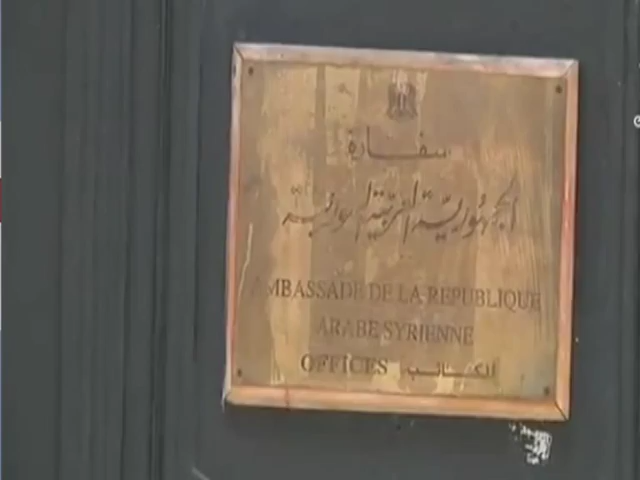 سفارة
الجمهورية العربية السورية
AMBASSADE DE LA REPUBLIQUE
ARABE SYRIENNE
OFFICES المكاتب